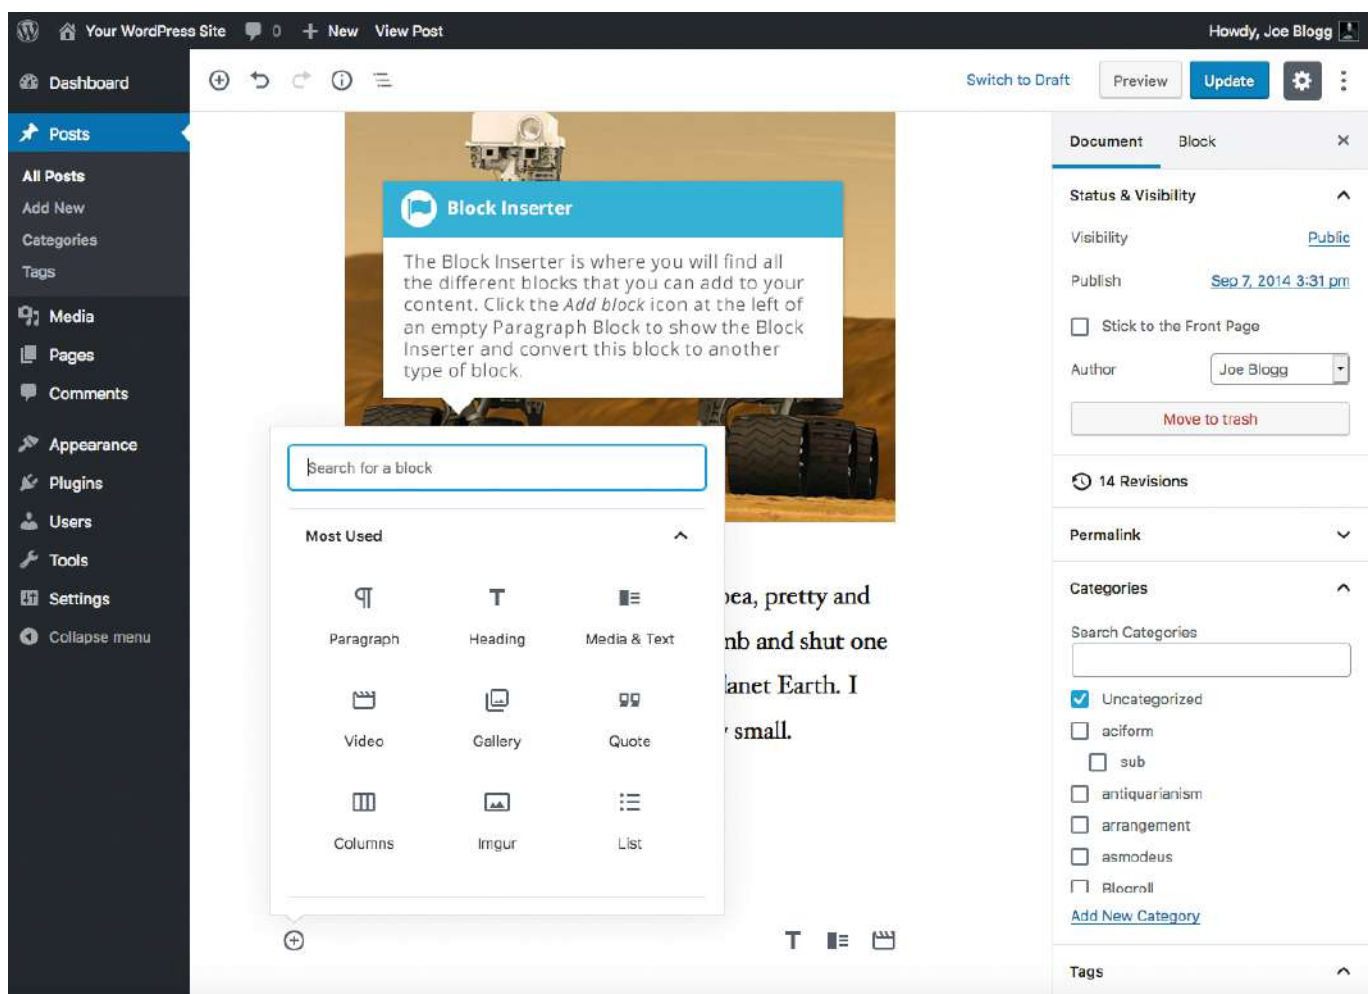 Your WordPress Site
0
New
View Post
Howdy, Joe Blogg
Dashboard
Posts
All Posts
Add New
Categories
Tags
Media
Pages
Comments
Appearance
Plugins
Users
Tools
Settings
Collapse menu
Switch to Draft
Preview
Update
Block Inserter
The Block Inserter is where you will find all
the different blocks that you can add to your
content. Click the Add block icon at the left of
an empty Paragraph Block to show the Block
Inserter and convert this block to another
type of block.
Search for a block
Most Used
Paragraph
Heading
Media & Text
Video
Gallery
Quote
Columns
Imgur
List
pretty and
and shut one
Earth. I
small.
Document
Block
Status & Visibility
Visibility
Public
Publish
Sep 7, 2014 3:31 pm
Stick to the Front Page
Author
Joe Blogg
Move to trash
14 Revisions
Permalink
Categories
Search Categories
Uncategorized
aciform
sub
antiquarianism
arrangement
asmodeus
Blogroll
Add New Category
Tags